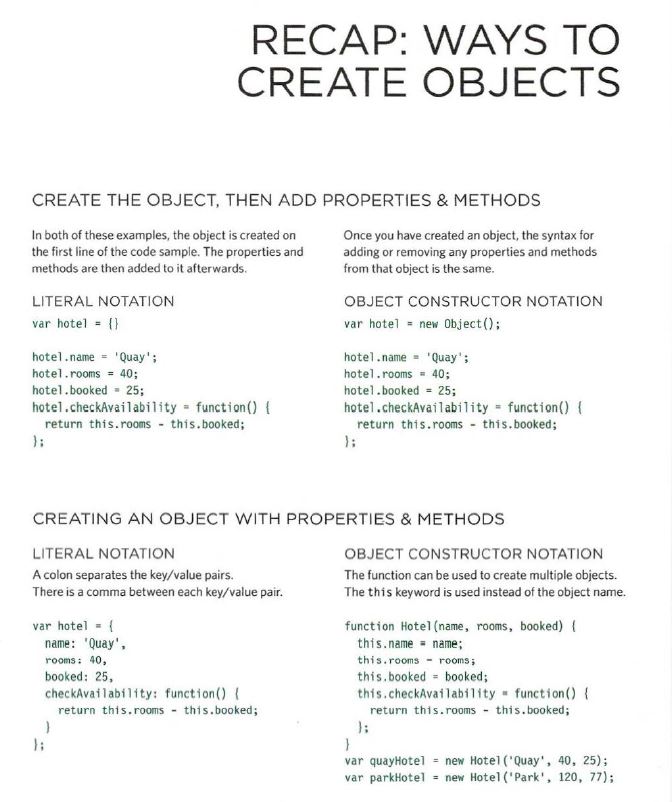 RECAP: WAYS TO
CREATE OBJECTS
CREATE THE OBJECT, THEN ADD PROPERTIES & METHODS
In both of these examples, the object is created on
the first line of the code sample. The properties and
methods are then added to it afterwards.
LITERAL NOTATION
var hotel = {}
hotel.name = 'Quay';
hotel.rooms = 40;
hotel.booked = 25;
hotel.checkAvailability = function() {
return this.rooms - this.booked;
};
Once you have created an object, the syntax for
adding or removing any properties and methods
from that object is the same.
OBJECT CONSTRUCTOR NOTATION
var hotel = new Object();
hotel.name = 'Quay';
hotel.rooms = 40;
hotel.booked = 25;
hotel.checkAvailability = function() {
return this.rooms - this.booked;
};
CREATING AN OBJECT WITH PROPERTIES & METHODS
LITERAL NOTATION
A colon separates the key/value pairs.
There is a comma between each key/value pair.
var hotel = {
name: 'Quay',
rooms: 40,
booked: 25,
checkAvailability: function() {
return this.rooms - this.booked;
}
};
OBJECT CONSTRUCTOR NOTATION
The function can be used to create multiple objects.
The this keyword is used instead of the object name.
function Hotel(name, rooms, booked) {
this.name = name;
this.rooms = rooms;
this.booked = booked;
this.checkAvailability = function() {
return this.rooms - this.booked;
};
}
var quayHotel = new Hotel('Quay', 40, 25);
var parkHotel = new Hotel('Park', 120, 77);